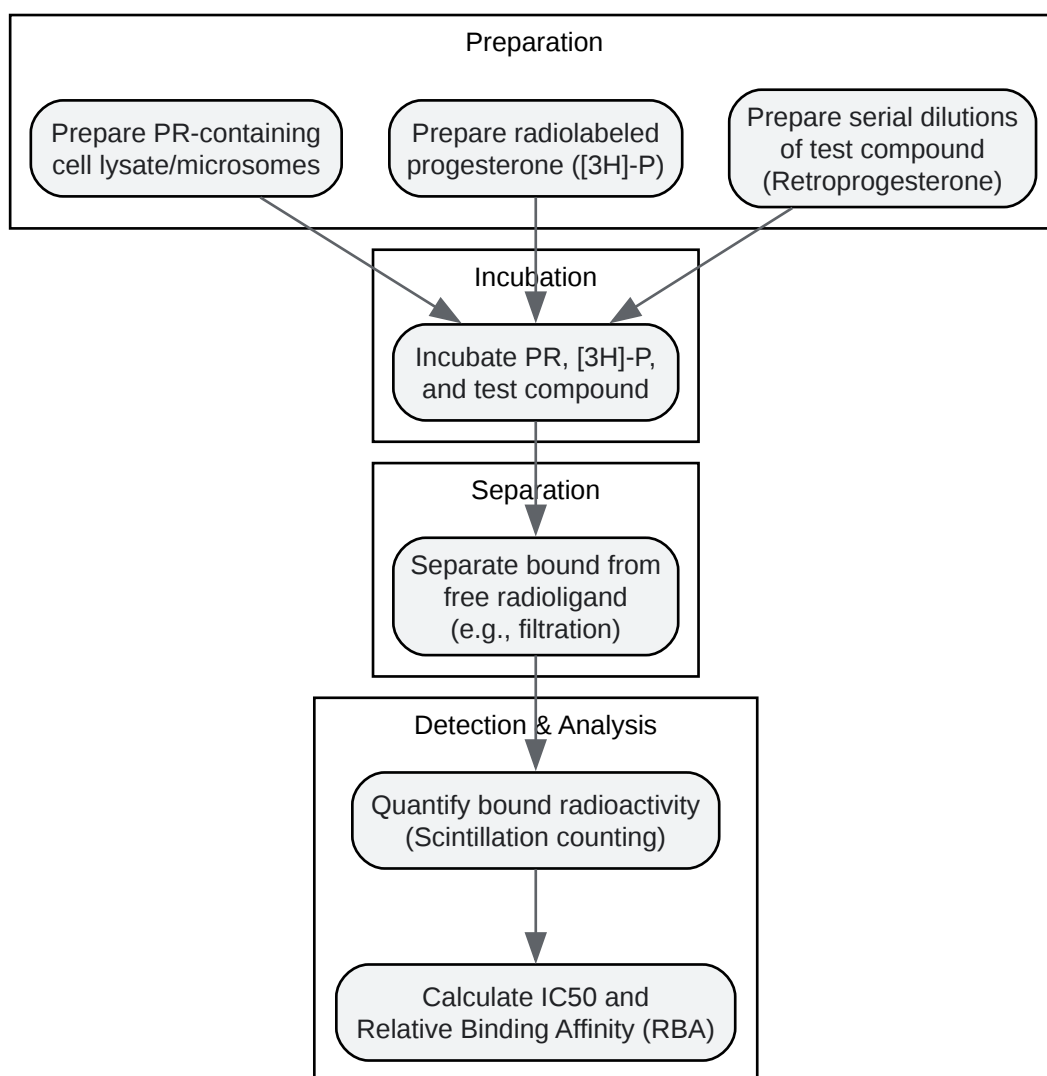 Preparation
Prepare PR-containing
cell lysate/microsomes
Prepare radiolabeled
progesterone ([3H]-P)
Prepare serial dilutions
of test compound
(Retroprogesterone)
Incubation
Incubate PR, [3H]-P,
and test compound
Separation
Separate bound from
free radioligand
(e.g., filtration)
Detection & Analysis
Quantify bound radioactivity
(Scintillation counting)
Calculate IC50 and
Relative Binding Affinity (RBA)